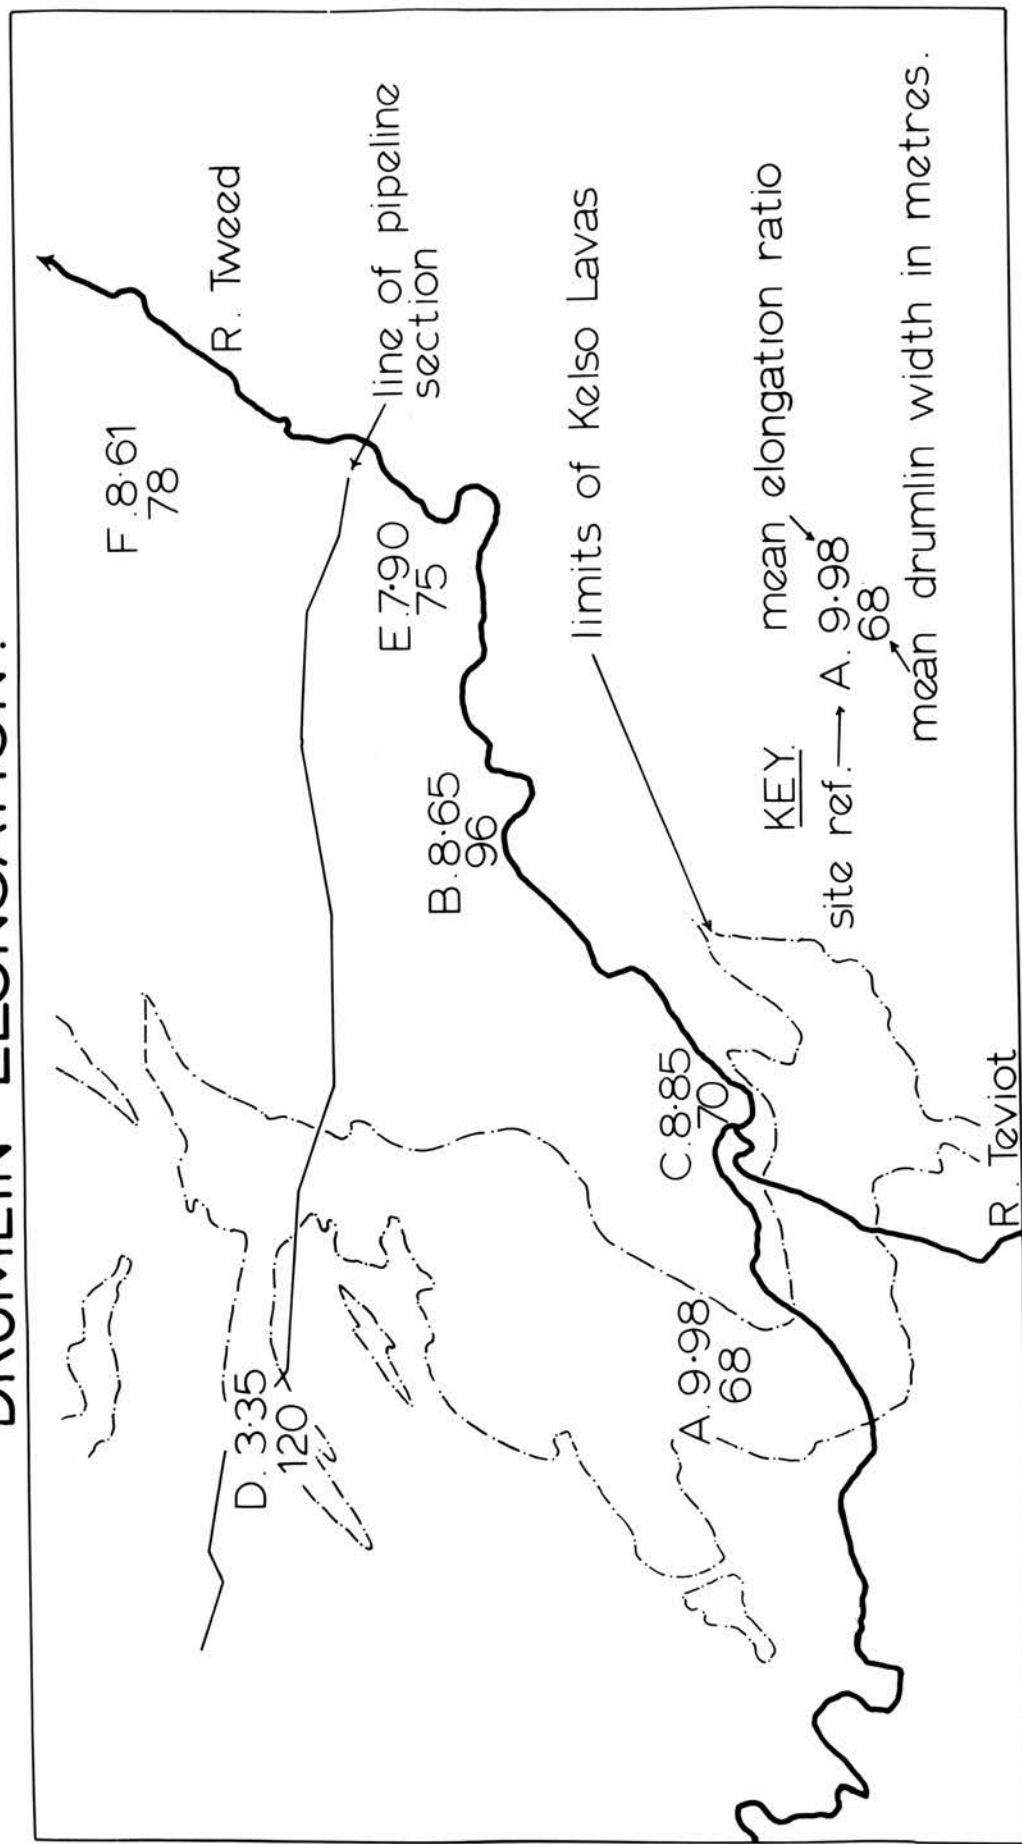 DRUMLIN ELONGATION.
F.8·61
78
R. Tweed
line of pipeline
section
E.7·90
75
B.8·65
96
D. 3·35
120
limits of Kelso Lavas
C.8·85
70
A. 9·98
68
KEY.
mean elongation ratio
site ref. A. 9·98
68
mean drumlin width in metres.
R. Teviot